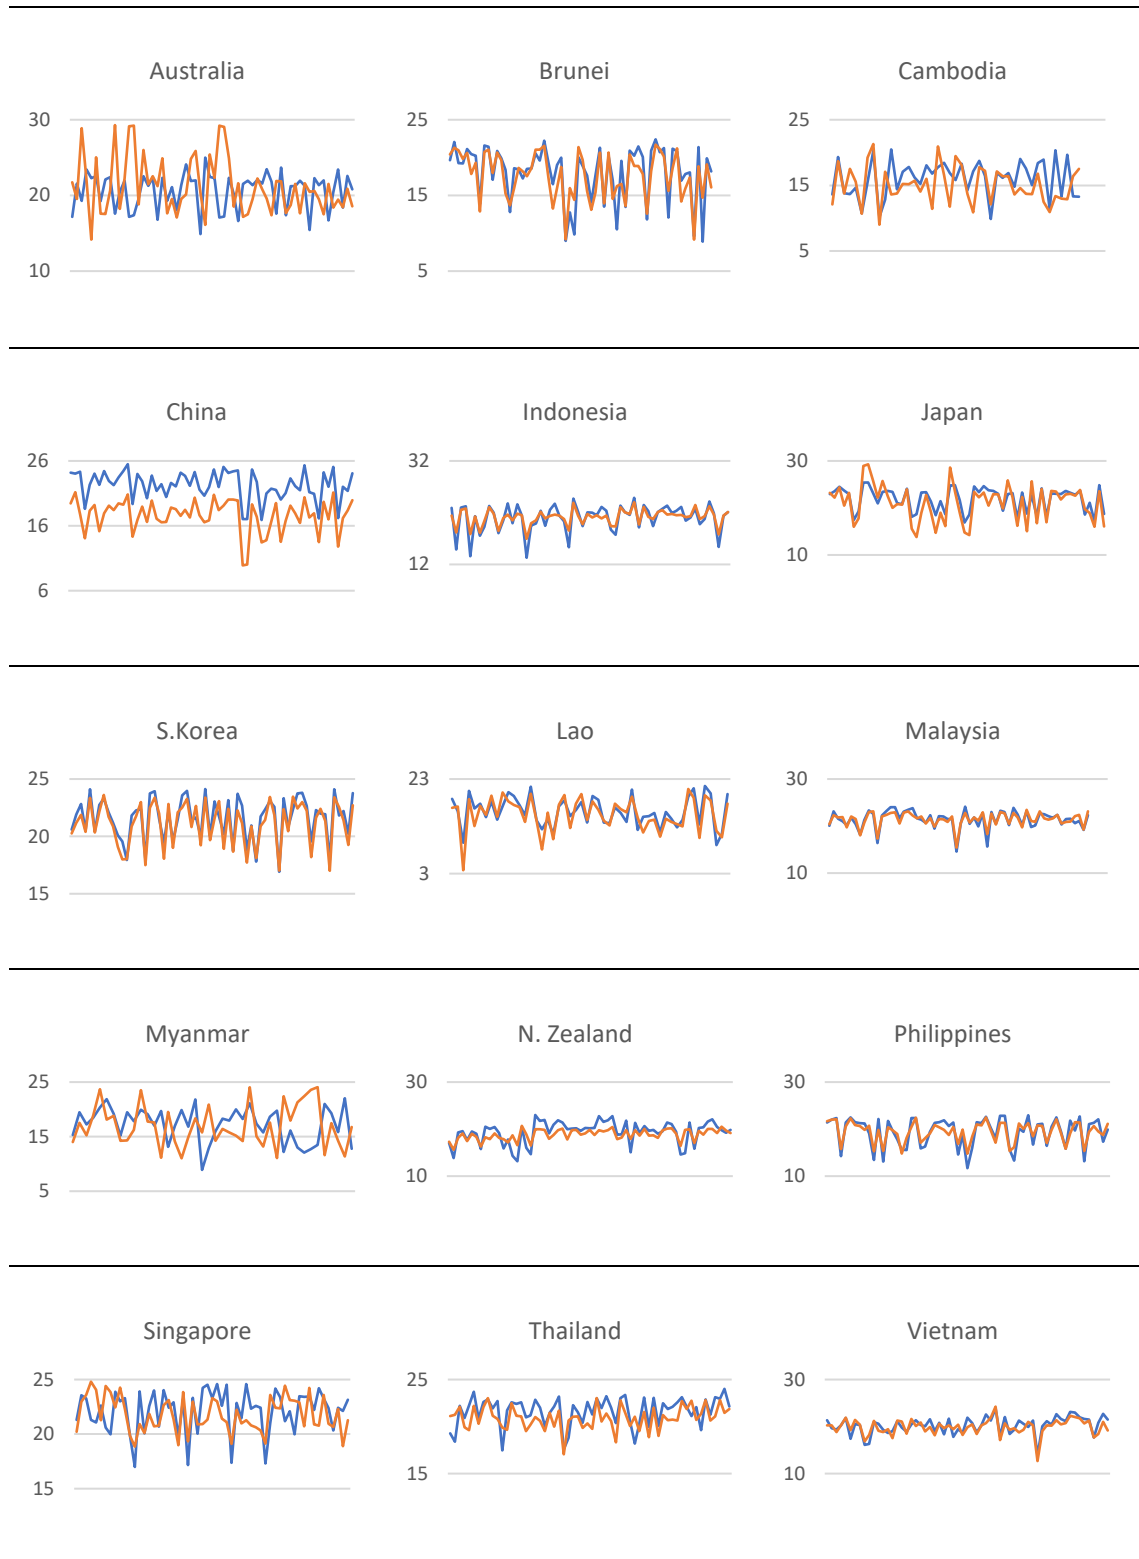 Australia Brunei Cambodia
30 25 25
20 15 15
10 5 5
China Indonesia Japan
26 32 30
16
6 12 10
S.Korea Lao Malaysia
25 23 30
20
15 3 10
Myanmar N. Zealand Philippines
25 30 30
15
5 10 10
Singapore Thailand Vietnam
25 25 30
20
15 15 10